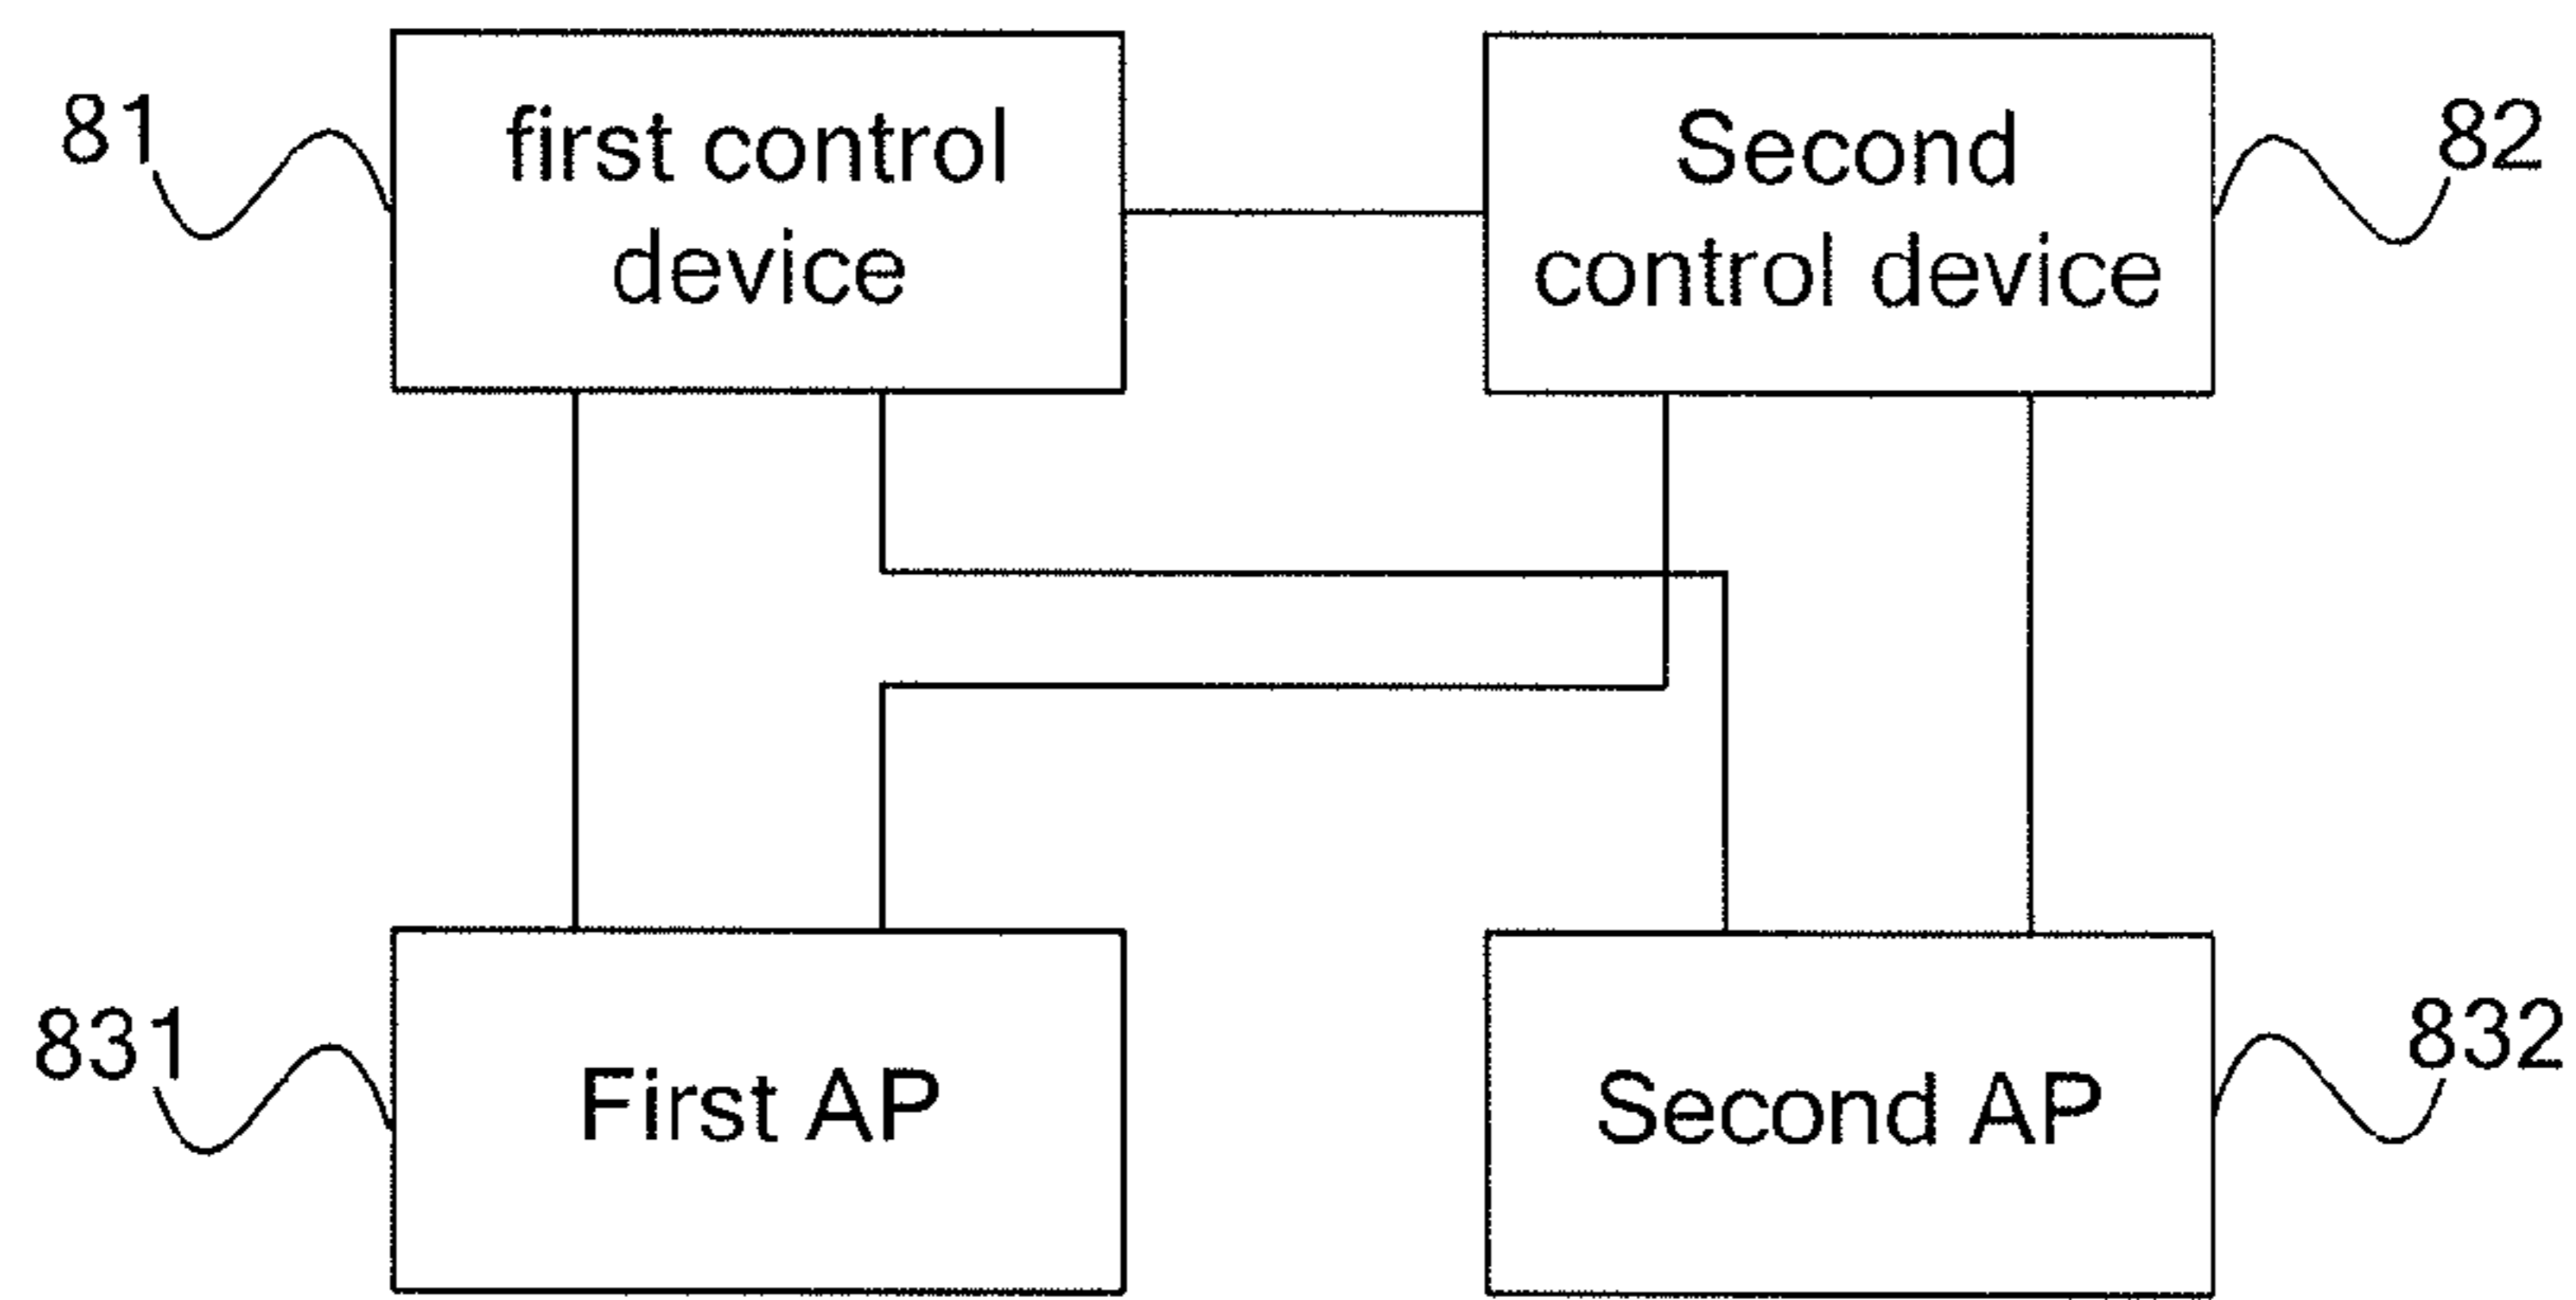 81
first control
device
Second
control device
82
831
First AP
Second AP
832